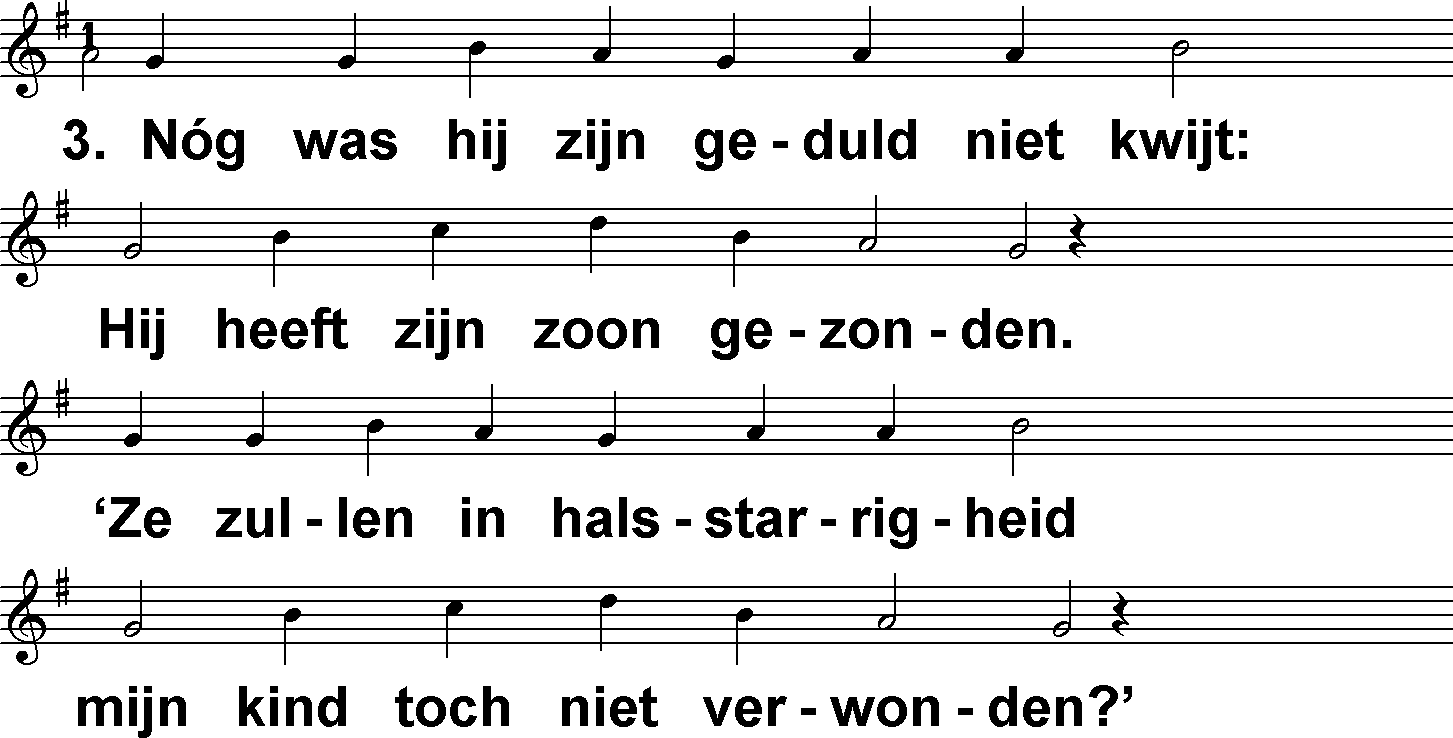 1
3. Nóg was hij zijn ge - duld niet kwijt:
Hij heeft zijn zoon ge - zon - den.
‘Ze zul - len in hals - star - rig - heid
mijn kind toch niet ver - won - den?’